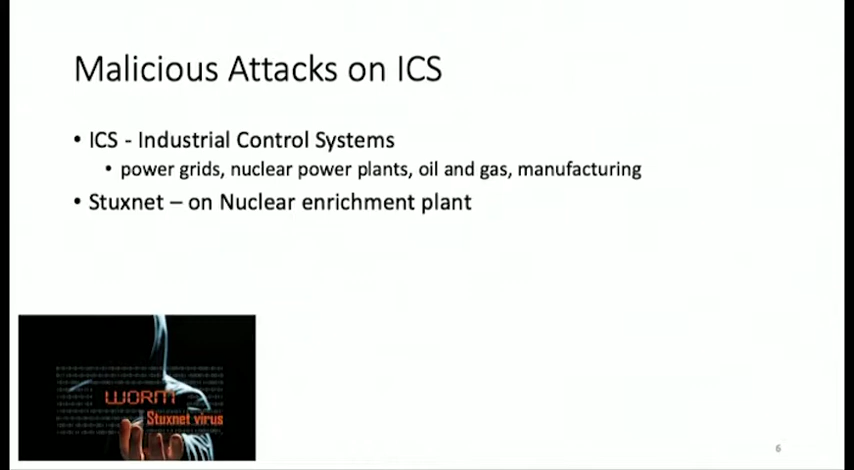 Malicious Attacks on ICS
• ICS - Industrial Control Systems
• power grids, nuclear power plants, oil and gas, manufacturing
• Stuxnet – on Nuclear enrichment plant
WORM
Stuxnet virus
6